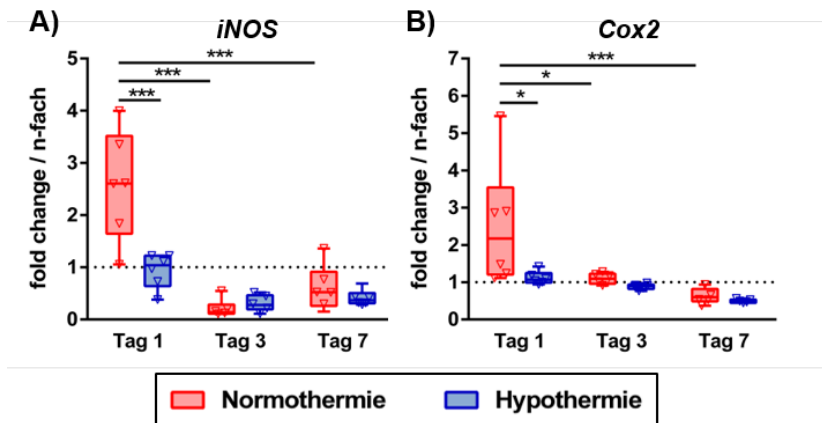 A) iNOS
fold change / n-fach
5
4
3
2
1
0
***
***
***
Tag 1 Tag 3 Tag 7
B) Cox2
fold change / n-fach
7
6
5
4
3
2
1
0
***
*
*
Tag 1 Tag 3 Tag 7
Normothermie Hypothermie